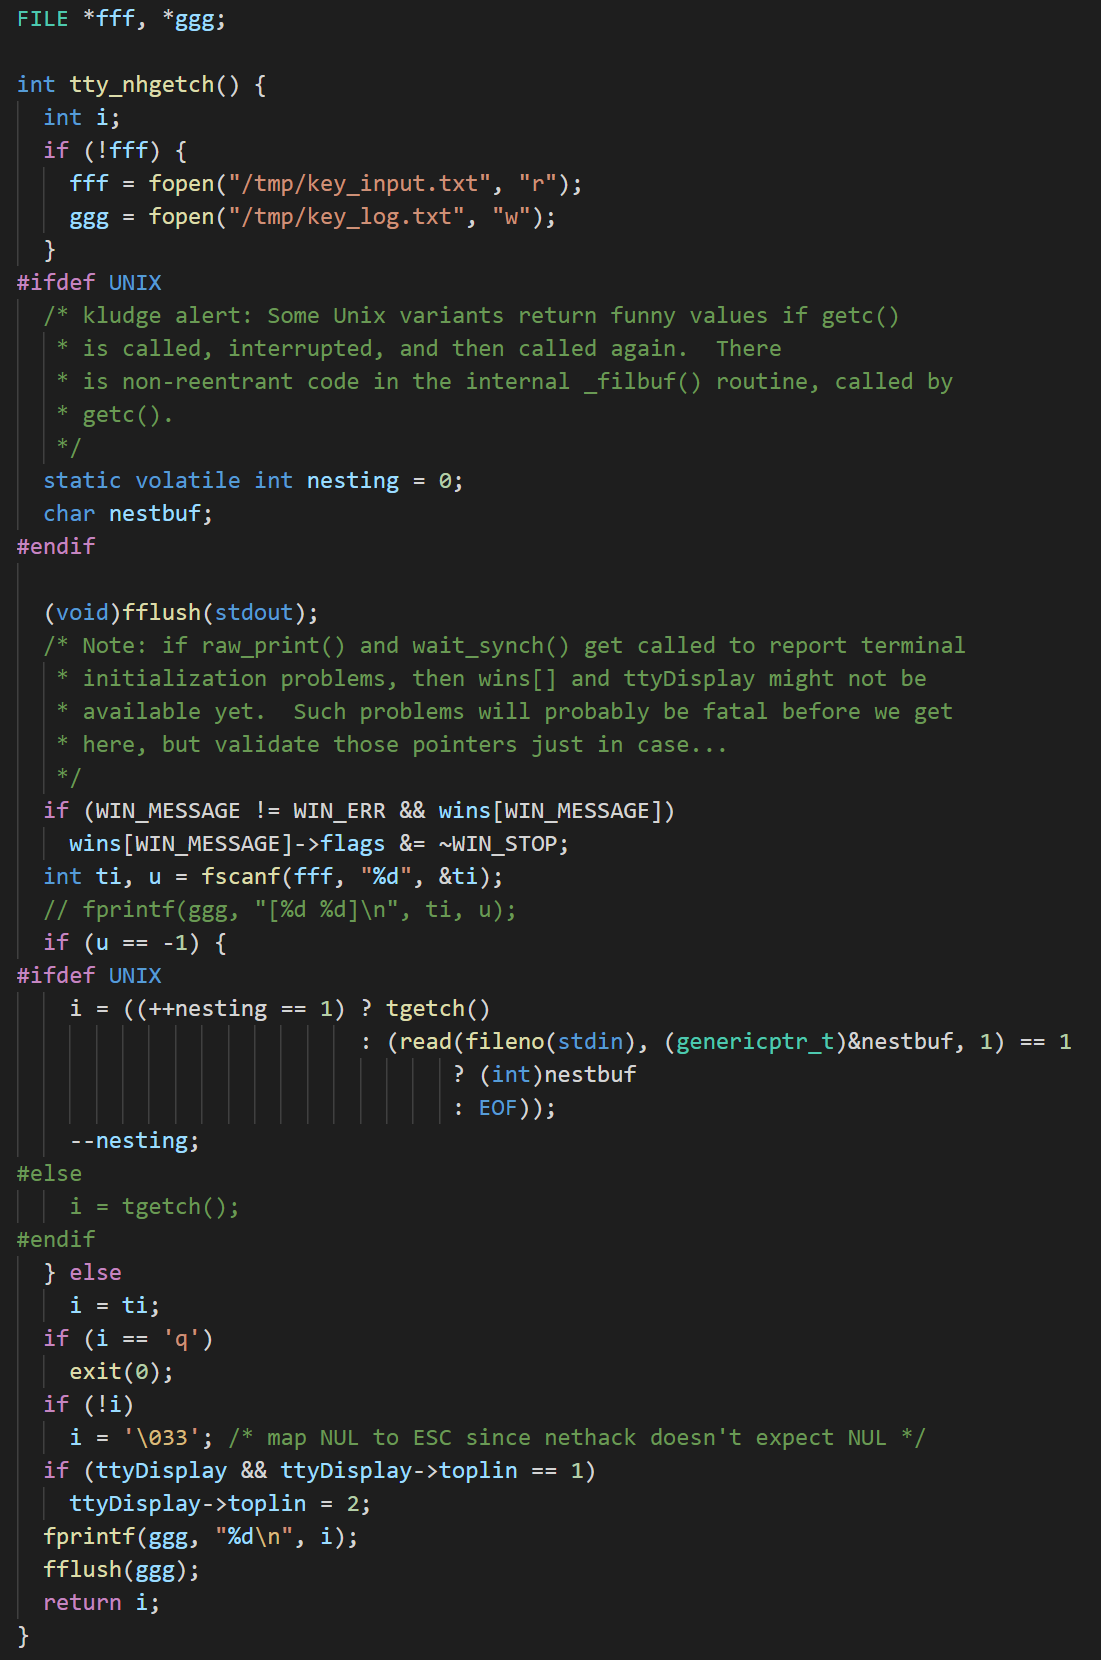 FILE *fff, *ggg;

int tty_nhgetch() {
  int i;
  if (!fff) {
    fff = fopen("/tmp/key_input.txt", "r");
    ggg = fopen("/tmp/key_log.txt", "w");
  }
#ifdef UNIX
  /* kludge alert: Some Unix variants return funny values if getc()
   * is called, interrupted, and then called again.  There
   * is non-reentrant code in the internal _filbuf() routine, called by
   * getc().
   */
  static volatile int nesting = 0;
  char nestbuf;
#endif

  (void)fflush(stdout);
  /* Note: if raw_print() and wait_synch() get called to report terminal
   * initialization problems, then wins[] and ttyDisplay might not be
   * available yet.  Such problems will probably be fatal before we get
   * here, but validate those pointers just in case...
   */
  if (WIN_MESSAGE != WIN_ERR && wins[WIN_MESSAGE])
    wins[WIN_MESSAGE]->flags &= ~WIN_STOP;
  int ti, u = fscanf(fff, "%d", &ti);
  // fprintf(ggg, "[%d %d]\n", ti, u);
  if (u == -1) {
#ifdef UNIX
    i = ((++nesting == 1) ? tgetch()
                          : (read(fileno(stdin), (genericptr_t)&nestbuf, 1) == 1
                                 ? (int)nestbuf
                                 : EOF));
    --nesting;
#else
    i = tgetch();
#endif
  } else
    i = ti;
  if (i == 'q')
    exit(0);
  if (!i)
    i = '\033'; /* map NUL to ESC since nethack doesn't expect NUL */
  if (ttyDisplay && ttyDisplay->toplin == 1)
    ttyDisplay->toplin = 2;
  fprintf(ggg, "%d\n", i);
  fflush(ggg);
  return i;
}